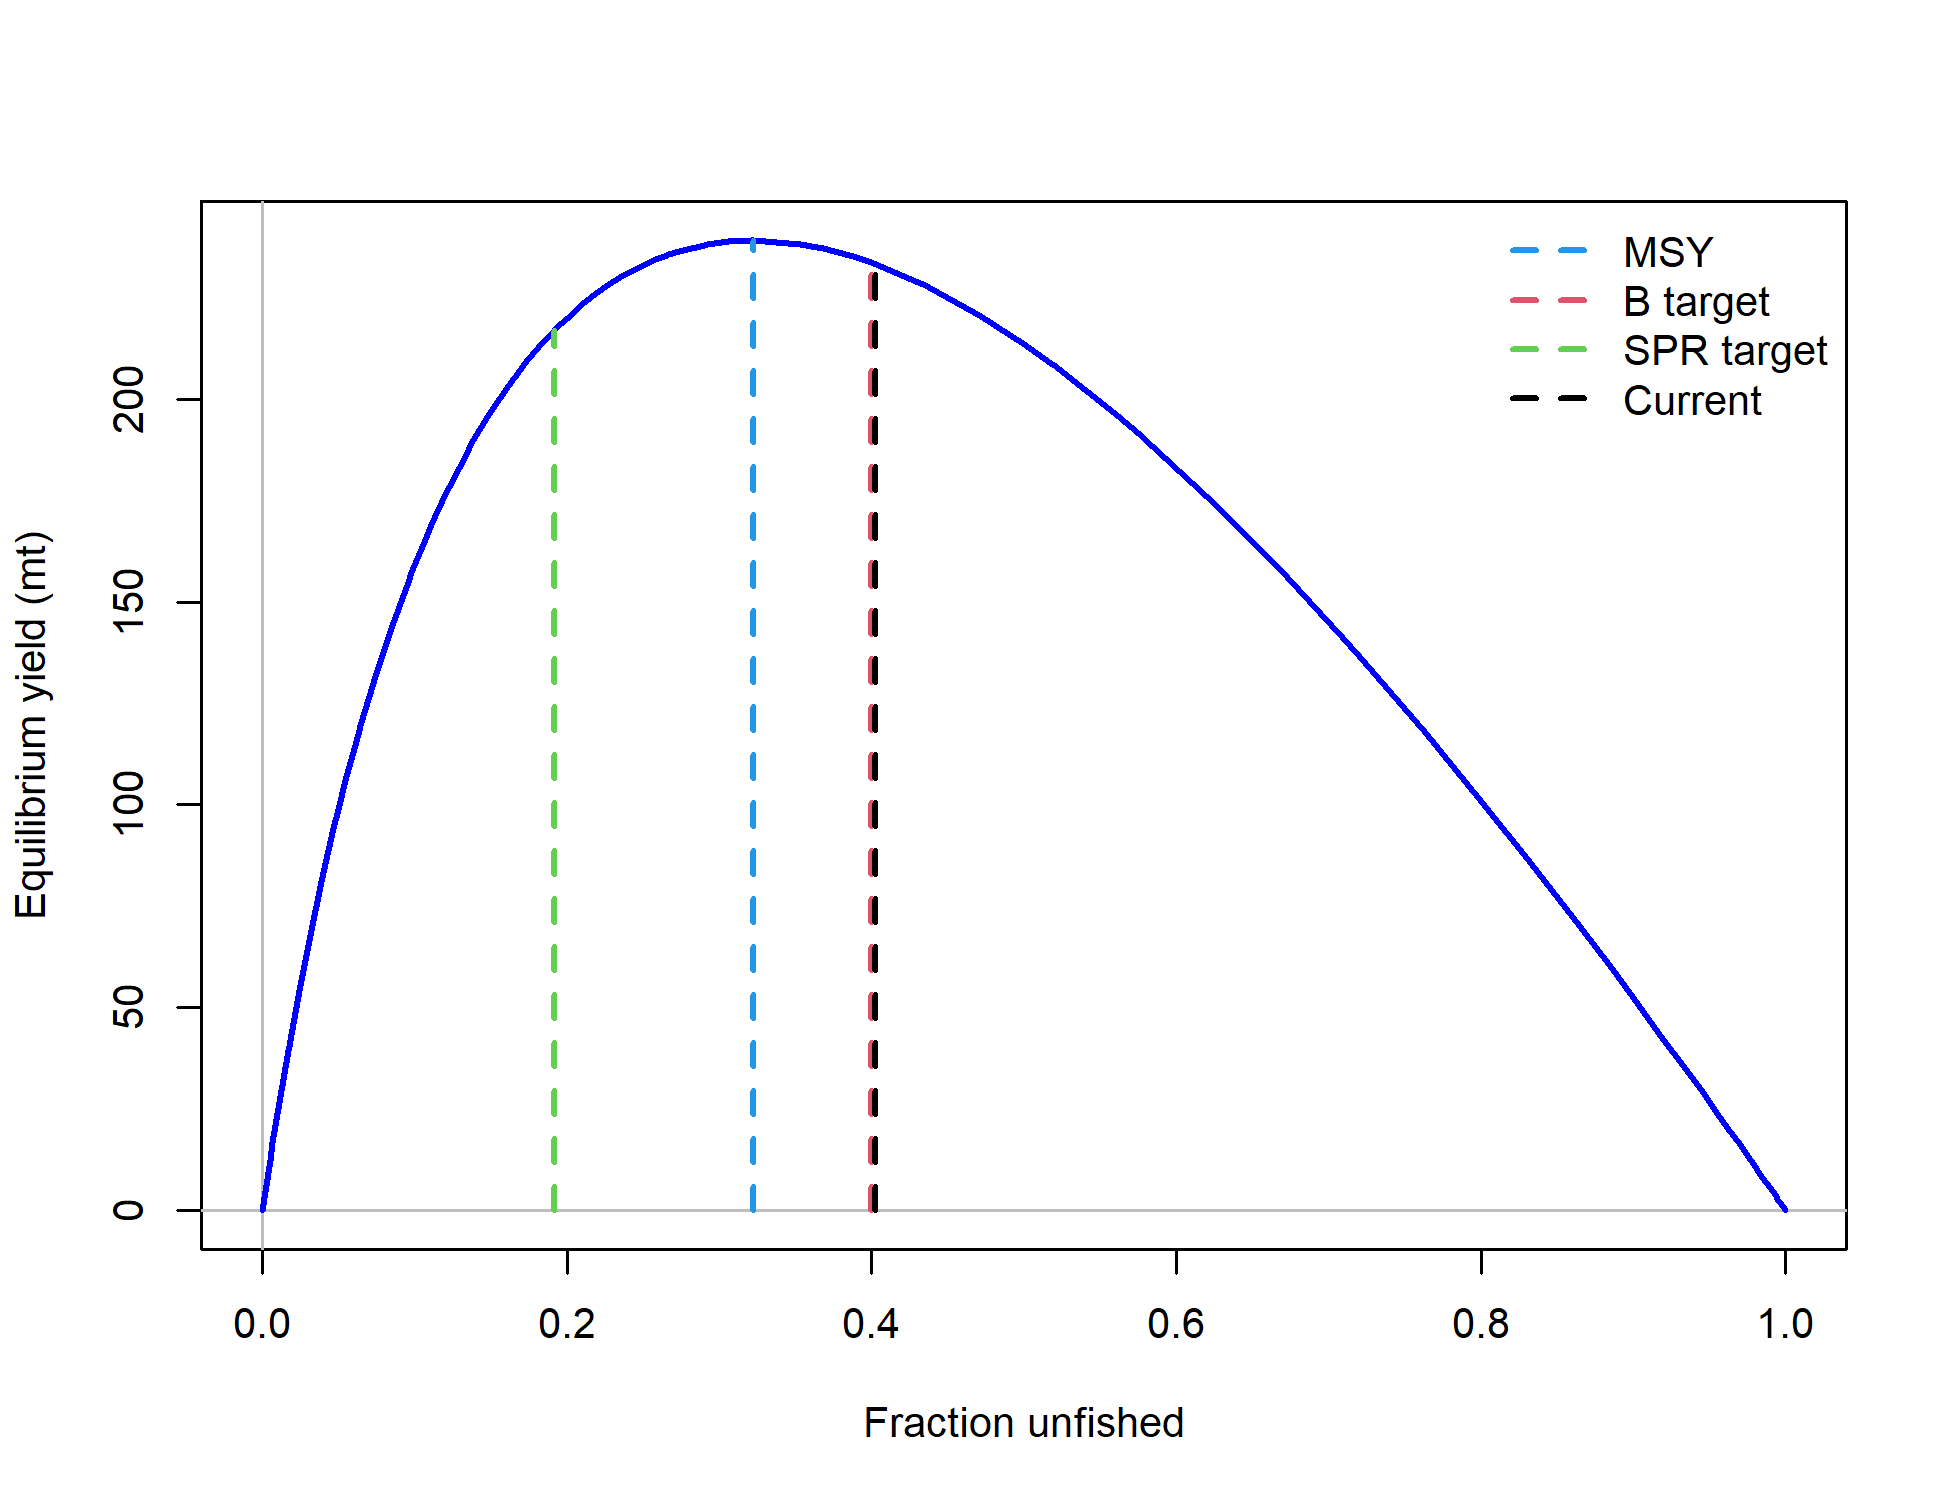 MSY
B target
SPR target
Current
Equilibrium yield (mt)
200
150
100
50
0
0.0 0.2 0.4 0.6 0.8 1.0
Fraction unfished